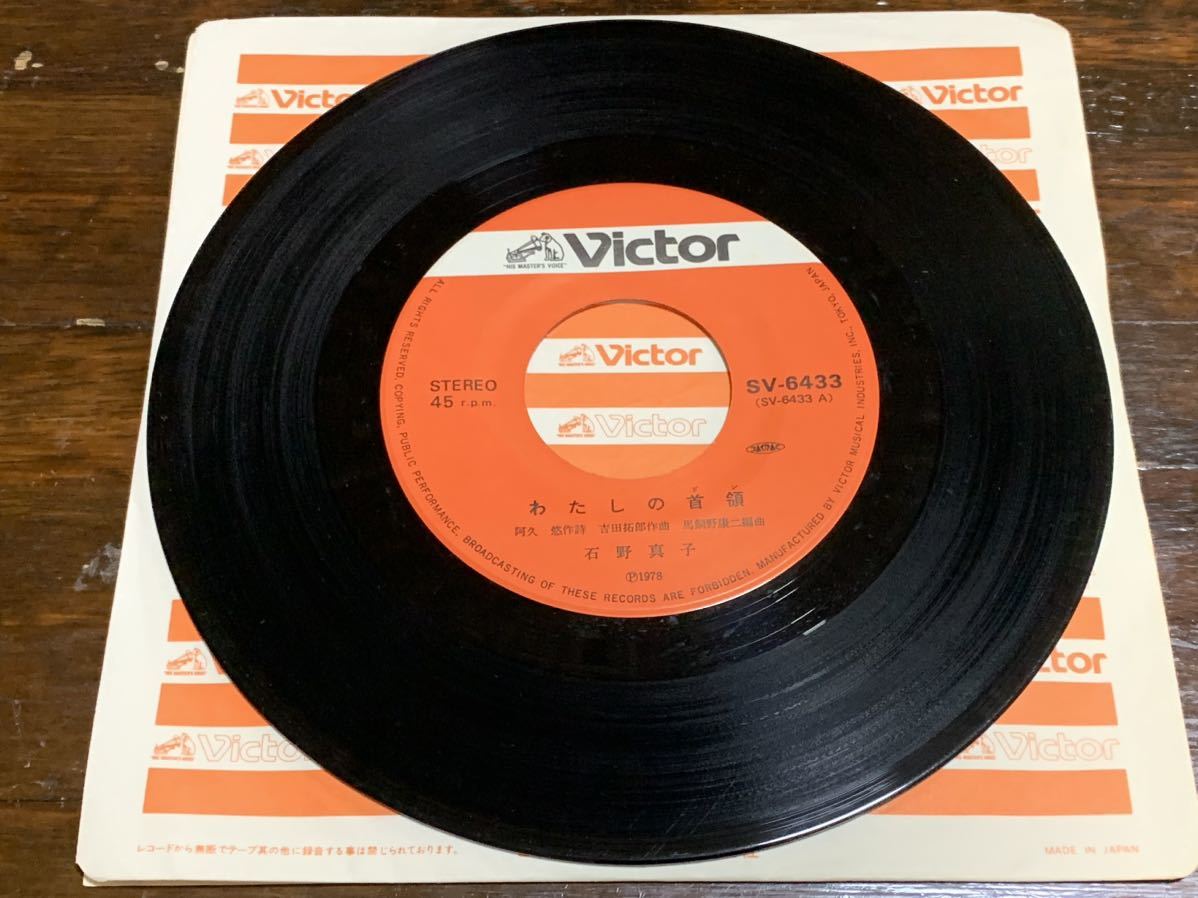 Victor
Victor
Victor
Victor
"HIS MASTER'S VOICE"
ALL RIGHTS RESERVED, COPYING, PUBLIC PERFORMANCE, BROADCASTING OF THESE RECORDS ARE FORBIDDEN. MANUFACTURED BY VICTOR MUSICAL INDUSTRIES, INC., TOKYO, JAPAN
Victor
STEREO
45 r.p.m.
SV-6433
(SV-6433 A)
Victor
JASRAC
ドン
わたしの首領
阿久 悠作詩 吉田拓郎作曲 馬飼野康二編曲
石野真子
Ⓟ1978
Victor
Victor
レコードから無断でテープ其の他に録音する事は禁じられております。
MADE IN JAPAN